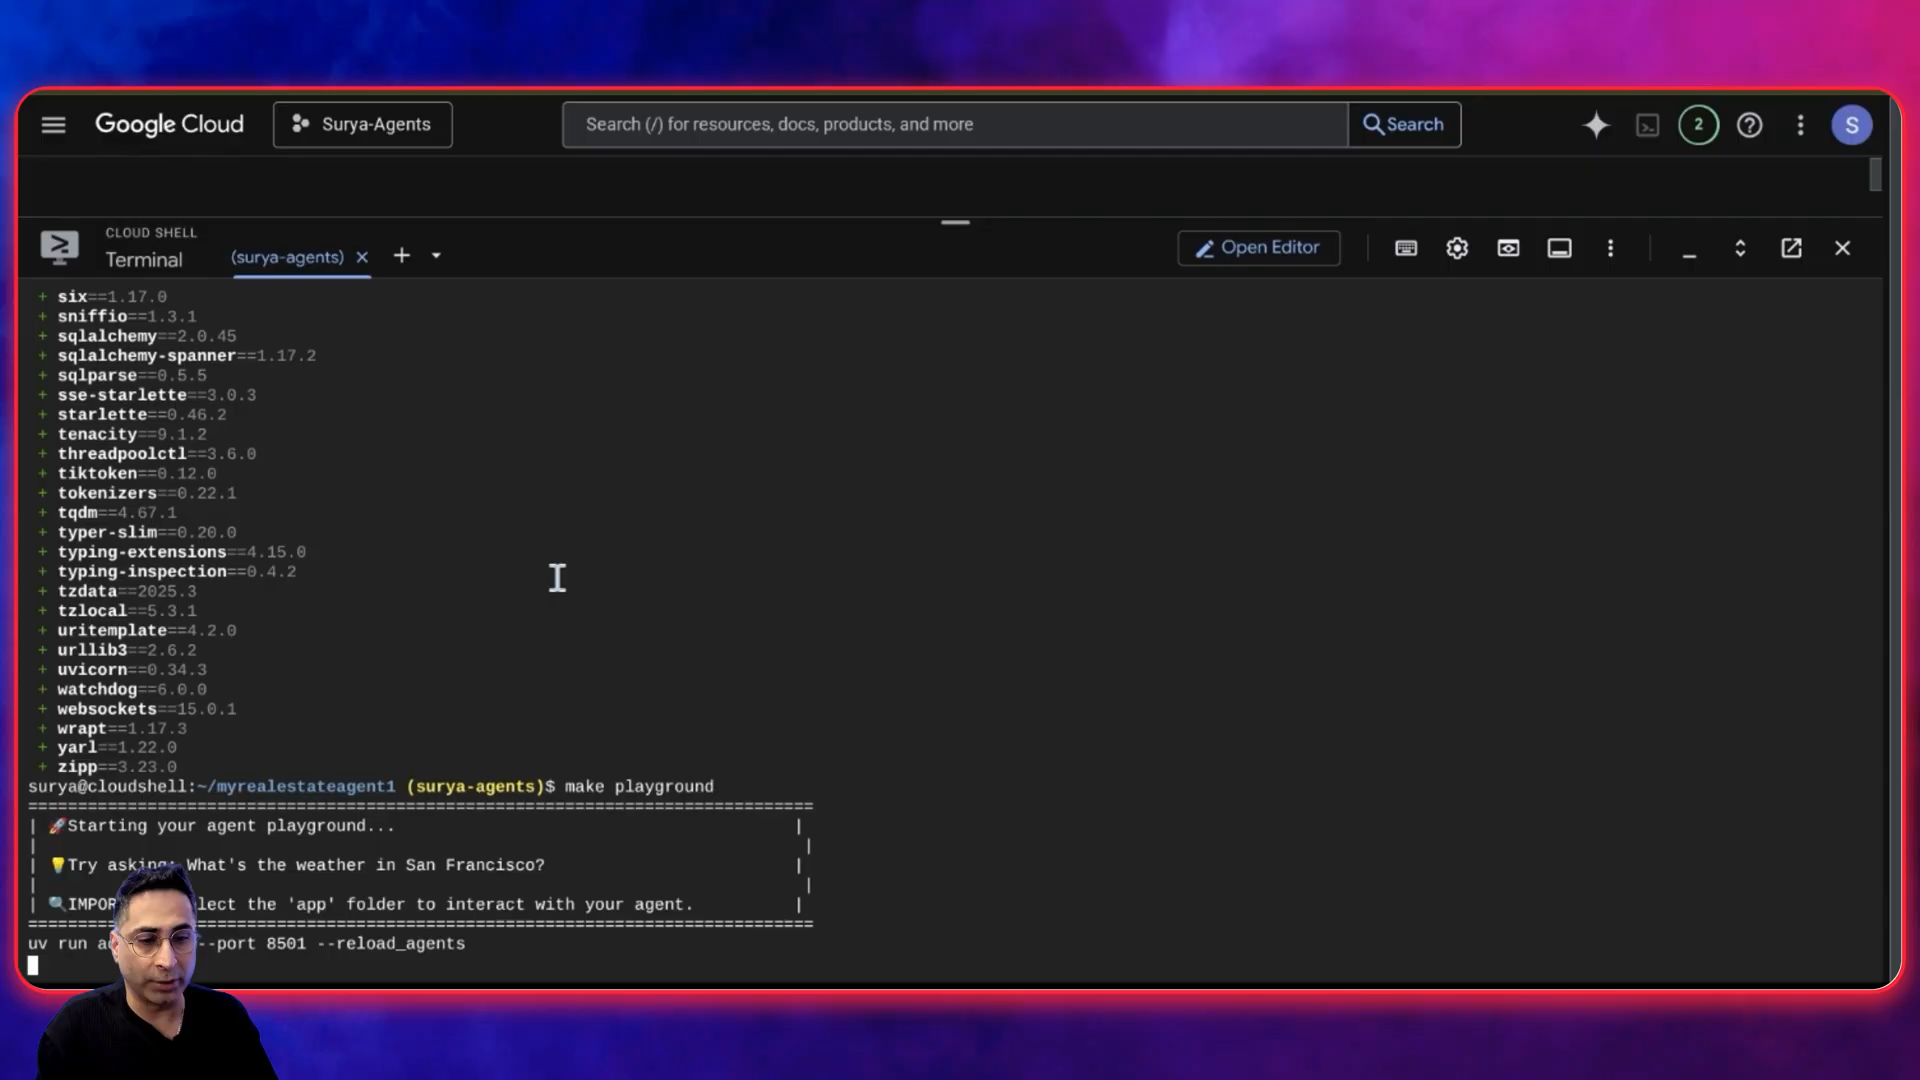 Google Cloud
Surya-Agents
Search (/) for resources, docs, products, and more
Search
2
S
CLOUD SHELL
Terminal
(surya-agents)
Open Editor
+ six==1.17.0
+ sniffio==1.3.1
+ sqlalchemy==2.0.45
+ sqlalchemy-spanner==1.17.2
+ sqlparse==0.5.5
+ sse-starlette==3.0.3
+ starlette==0.46.2
+ tenacity==9.1.2
+ threadpoolctl==3.6.0
+ tiktoken==0.12.0
+ tokenizers==0.22.1
+ tqdm==4.67.1
+ typer-slim==0.20.0
+ typing-extensions==4.15.0
+ typing-inspection==0.4.2
+ tzdata==2025.3
+ tzlocal==5.3.1
+ uritemplate==4.2.0
+ urllib3==2.6.2
+ uvicorn==0.34.3
+ watchdog==6.0.0
+ websockets==15.0.1
+ wrapt==1.17.3
+ yarl==1.22.0
+ zipp==3.23.0
surya@cloudshell:~/myrealestateagent1 (surya-agents)$ make playground
===============================================================================
| 🚀Starting your agent playground... |
| |
| 💡Try asking: What's the weather in San Francisco? |
| |
| 🔍 the 'app' folder to interact with your agent. |
===============================================================================
uv run --port 8501 --reload_agents